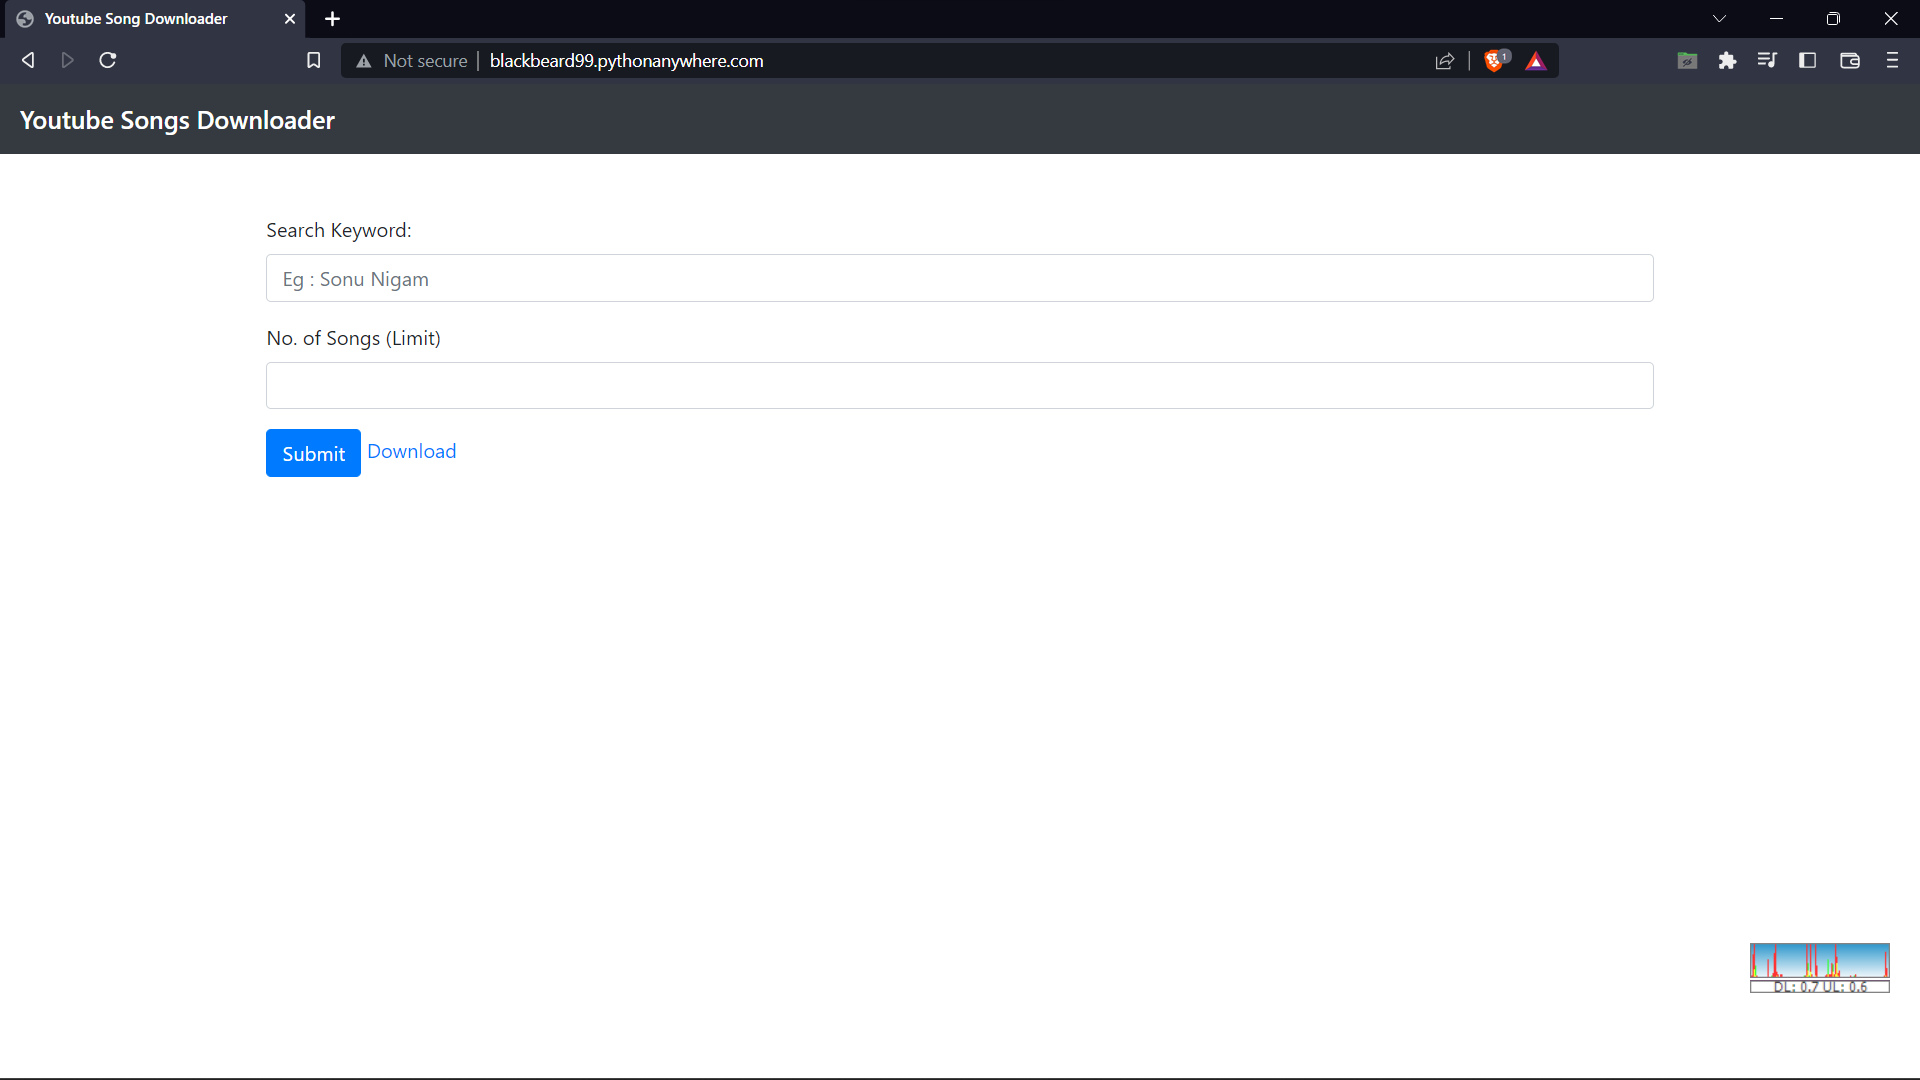 Youtube Song Downloader
Not secure
blackbeard99.pythonanywhere.com
1
Youtube Songs Downloader
Search Keyword:
Eg : Sonu Nigam
No. of Songs (Limit)
Submit
Download
DL: 0.7 UL: 0.6